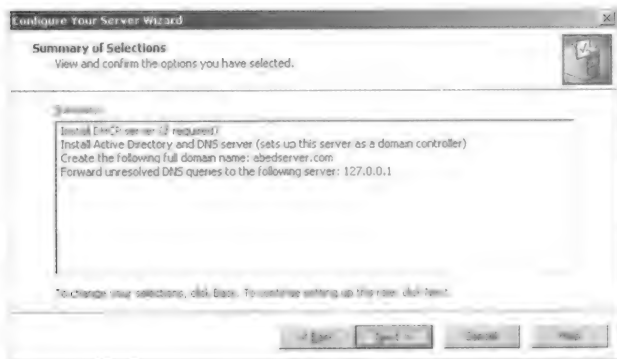 Configure Your Server Wizard
Summary of Selections
View and confirm the options you have selected.
Summary:
Install DHCP server (if required)
Install Active Directory and DNS server (sets up this server as a domain controller)
Create the following full domain name: abedserver.com
Forward unresolved DNS queries to the following server: 127.0.0.1
To change your selections, click Back. To continue setting up this role, click Next.
< Back
Next >
Cancel
Help